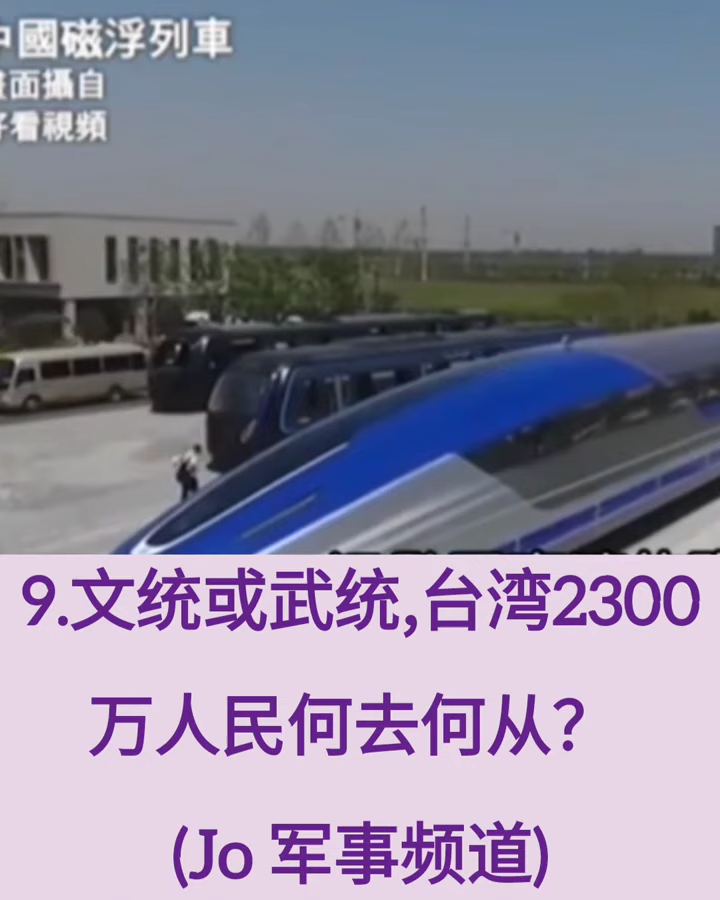 中國磁浮列車
畫面攝自
好看視頻
9.文统或武统,台湾2300
万人民何去何从?
(Jo 军事频道)